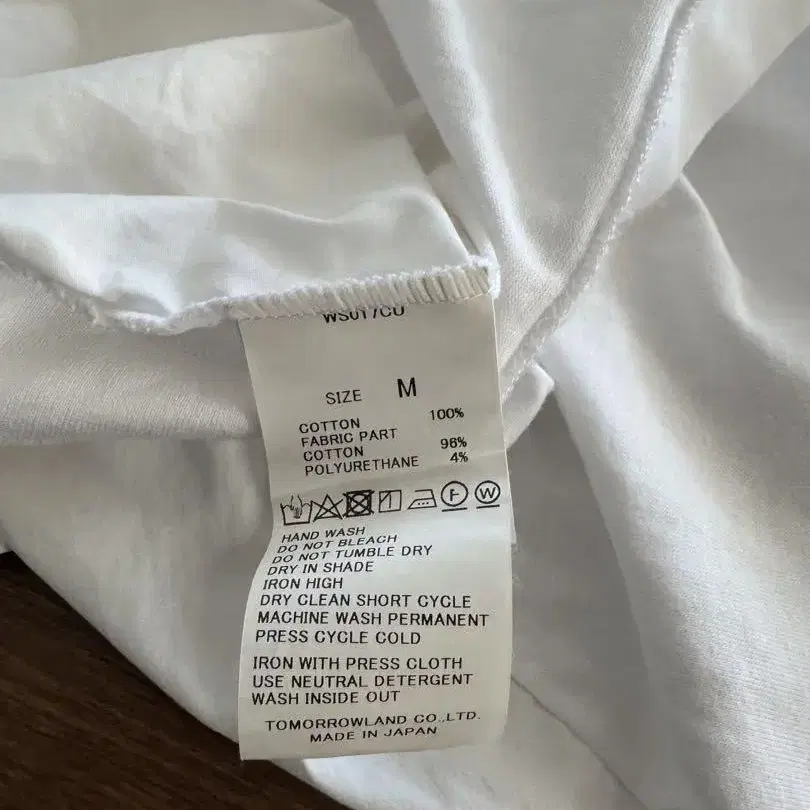 WS017CU
SIZE M
COTTON 100%
FABRIC PART
COTTON 96%
POLYURETHANE 4%
F W
HAND WASH
DO NOT BLEACH
DO NOT TUMBLE DRY
DRY IN SHADE
IRON HIGH
DRY CLEAN SHORT CYCLE
MACHINE WASH PERMANENT
PRESS CYCLE COLD
IRON WITH PRESS CLOTH
USE NEUTRAL DETERGENT
WASH INSIDE OUT
TOMORROWLAND CO.,LTD.
MADE IN JAPAN